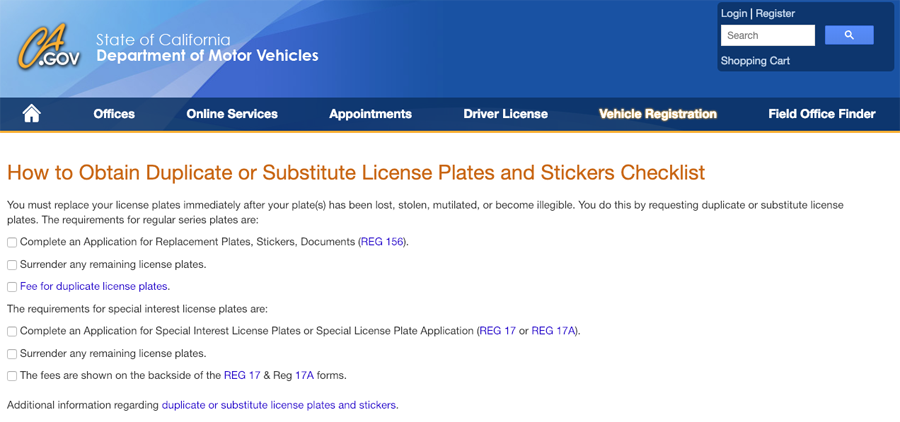 Login | Register
CA
.GOV
State of California
Department of Motor Vehicles
Search
Shopping Cart
Offices
Online Services
Appointments
Driver License
Vehicle Registration
Field Office Finder
How to Obtain Duplicate or Substitute License Plates and Stickers Checklist
You must replace your license plates immediately after your plate(s) has been lost, stolen, mutilated, or become illegible. You do this by requesting duplicate or substitute license
plates. The requirements for regular series plates are:
Complete an Application for Replacement Plates, Stickers, Documents (REG 156).
Surrender any remaining license plates.
Fee for duplicate license plates.
The requirements for special interest license plates are:
Complete an Application for Special Interest License Plates or Special License Plate Application (REG 17 or REG 17A).
Surrender any remaining license plates.
The fees are shown on the backside of the REG 17 & Reg 17A forms.
Additional information regarding duplicate or substitute license plates and stickers.